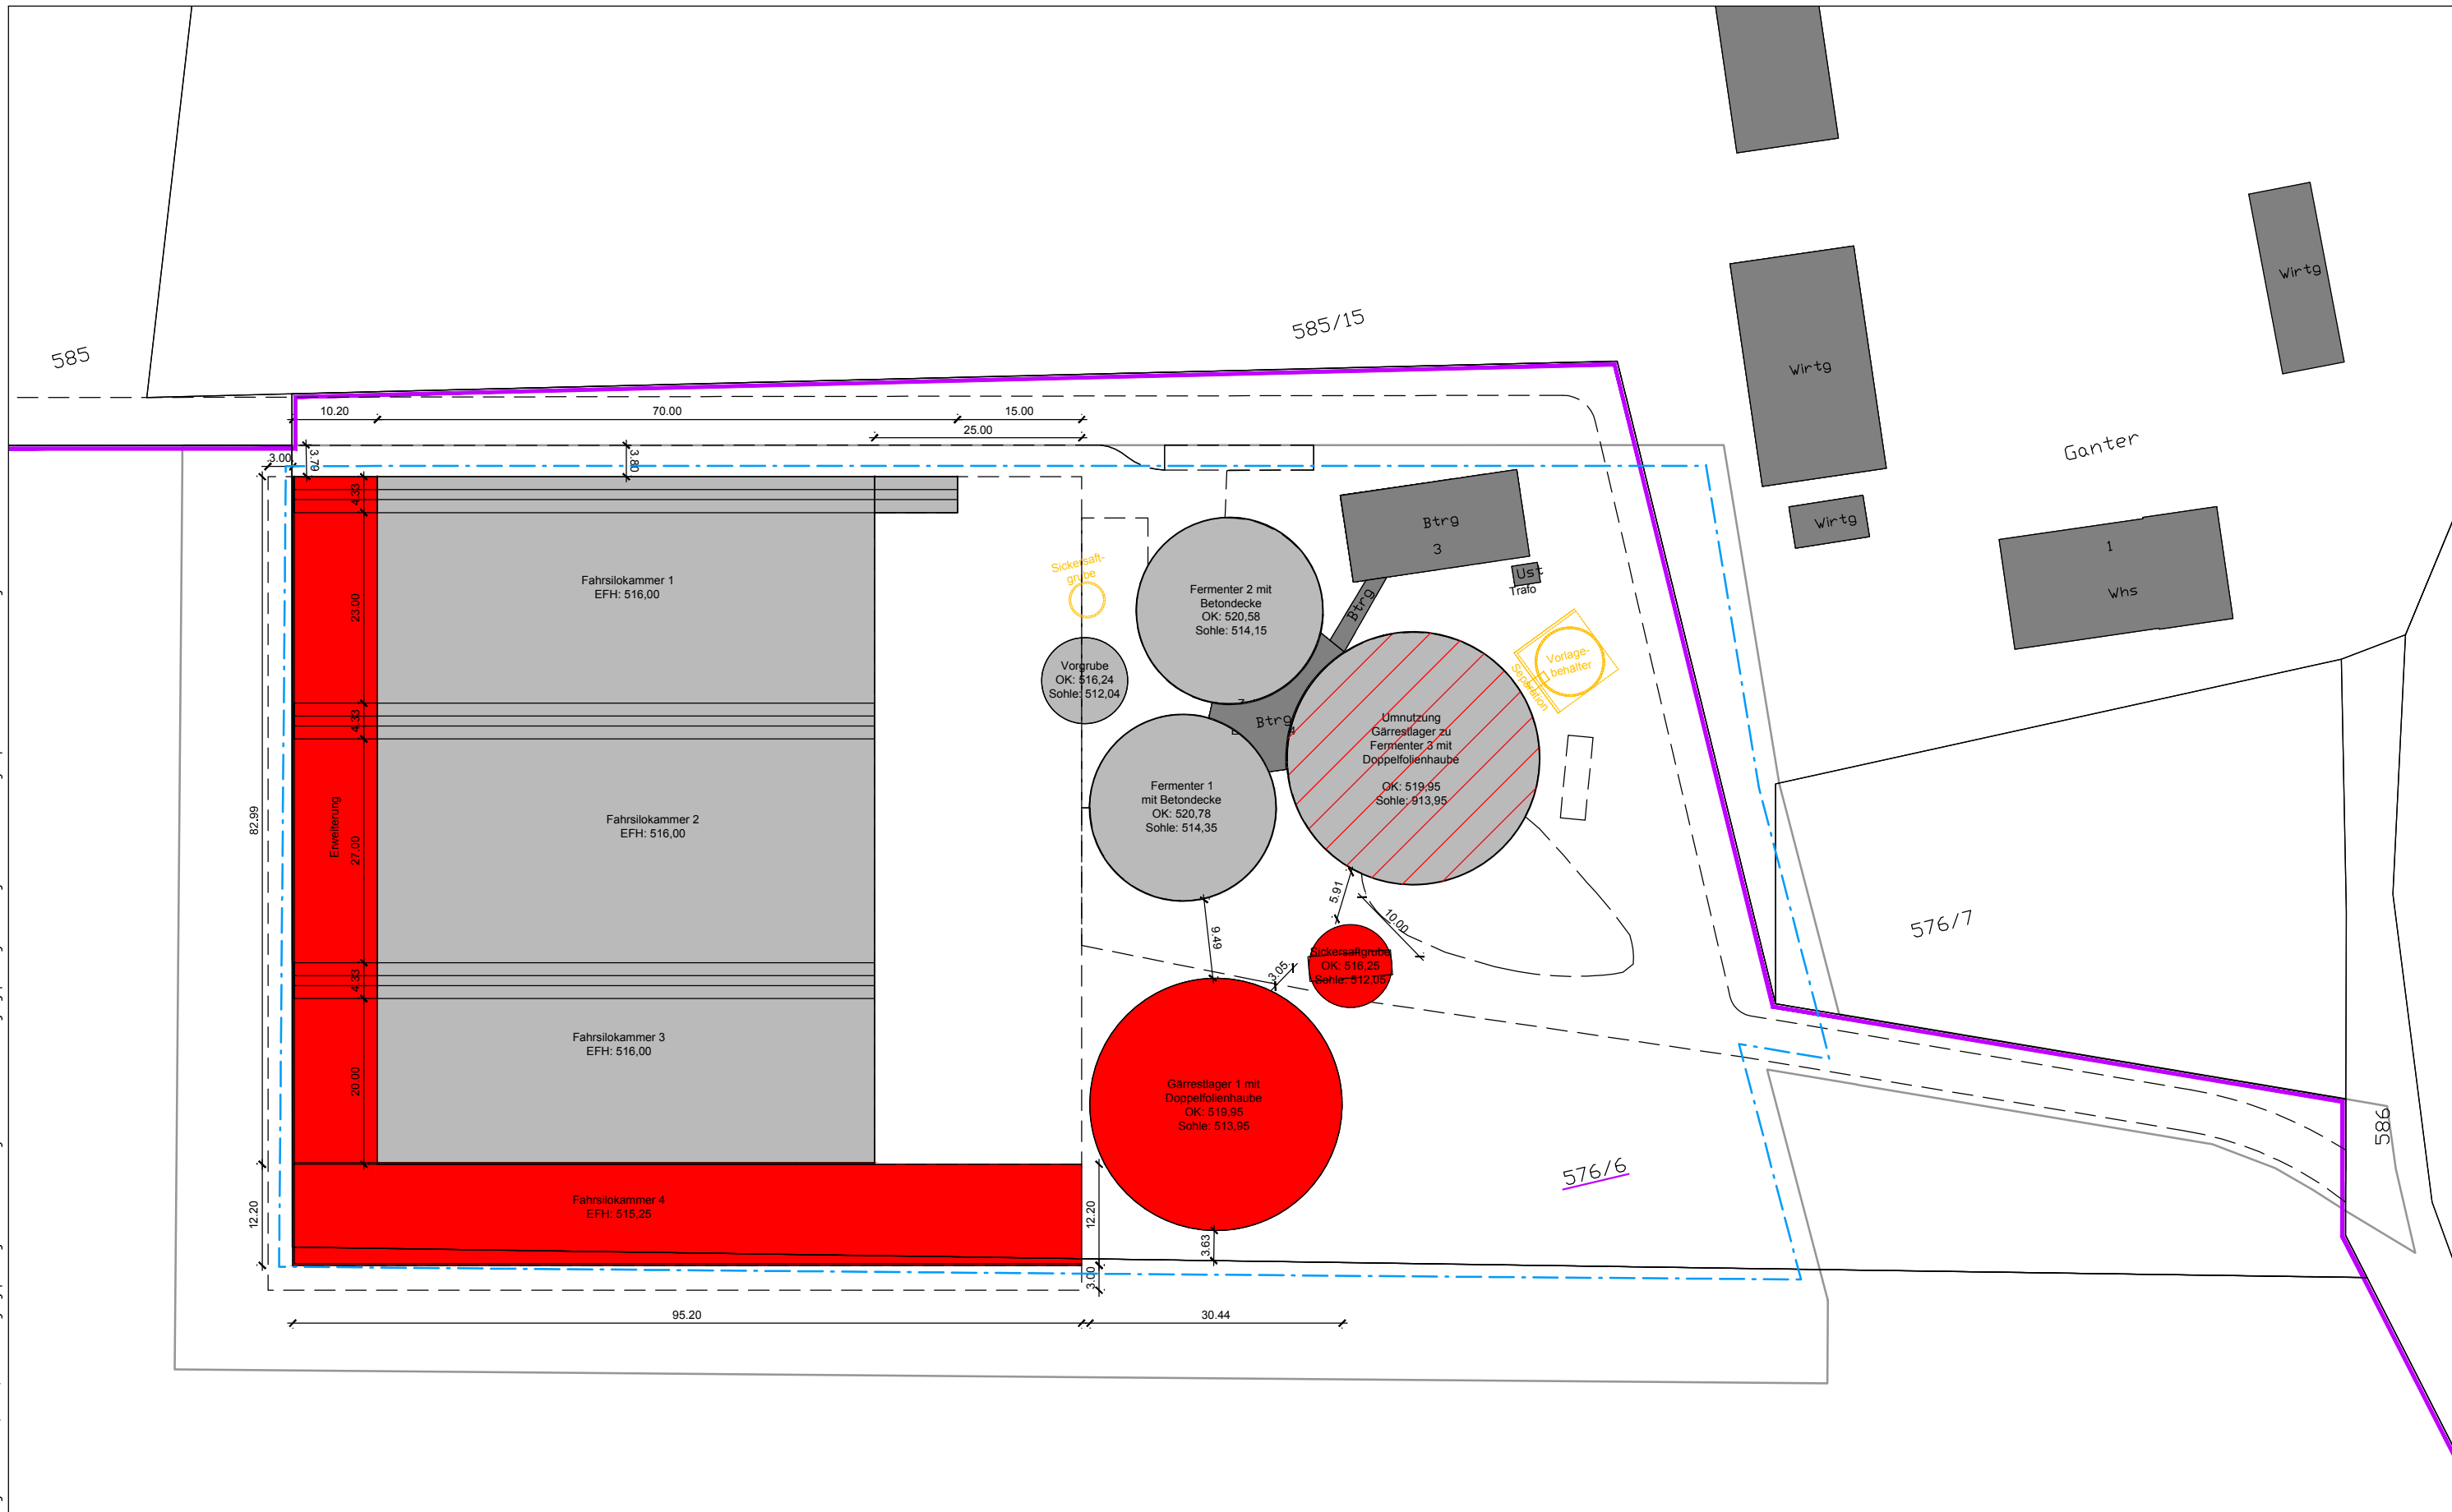 585
585/15
Wirtg
Wirtg
Wirtg
Ganter
1
Whs
10.20
70.00
15.00
25.00
3.00
3.79
3.80
4.33
23.00
4.33
27.00
4.33
20.00
82.99
12.20
Erweiterung
Fahrsilokammer 1
EFH: 516,00
Fahrsilokammer 2
EFH: 516,00
Fahrsilokammer 3
EFH: 516,00
Fahrsilokammer 4
EFH: 515,25
Sickersaft-
grube
Vorgrube
OK: 516,24
Sohle: 512,04
Fermenter 2 mit
Betondecke
OK: 520,58
Sohle: 514,15
Btrg
3
Btrg
Ust
Trafo
Btrg
Vorlage-
behälter
Separation
Umnutzung
Gärrestlager zu
Fermenter 3 mit
Doppelfolienhaube
OK: 519,95
Sohle: 913,95
Fermenter 1
mit Betondecke
OK: 520,78
Sohle: 514,35
5.91
10.00
9.49
3.05
Sickersaftgrube
OK: 516,25
Sohle: 512,05
Gärrestlager 1 mit
Doppelfolienhaube
OK: 519,95
Sohle: 513,95
576/7
576/6
586
12.20
3.00
3.63
95.20
30.44